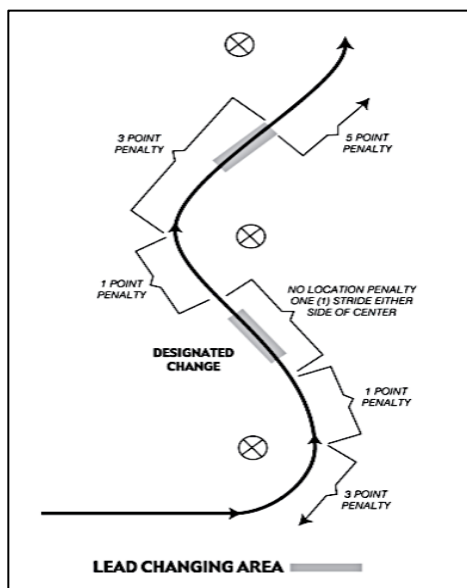 3 POINT
PENALTY
5 POINT
PENALTY
1 POINT
PENALTY
NO LOCATION PENALTY
ONE (1) STRIDE EITHER
SIDE OF CENTER
DESIGNATED
CHANGE
1 POINT
PENALTY
3 POINT
PENALTY
LEAD CHANGING AREA